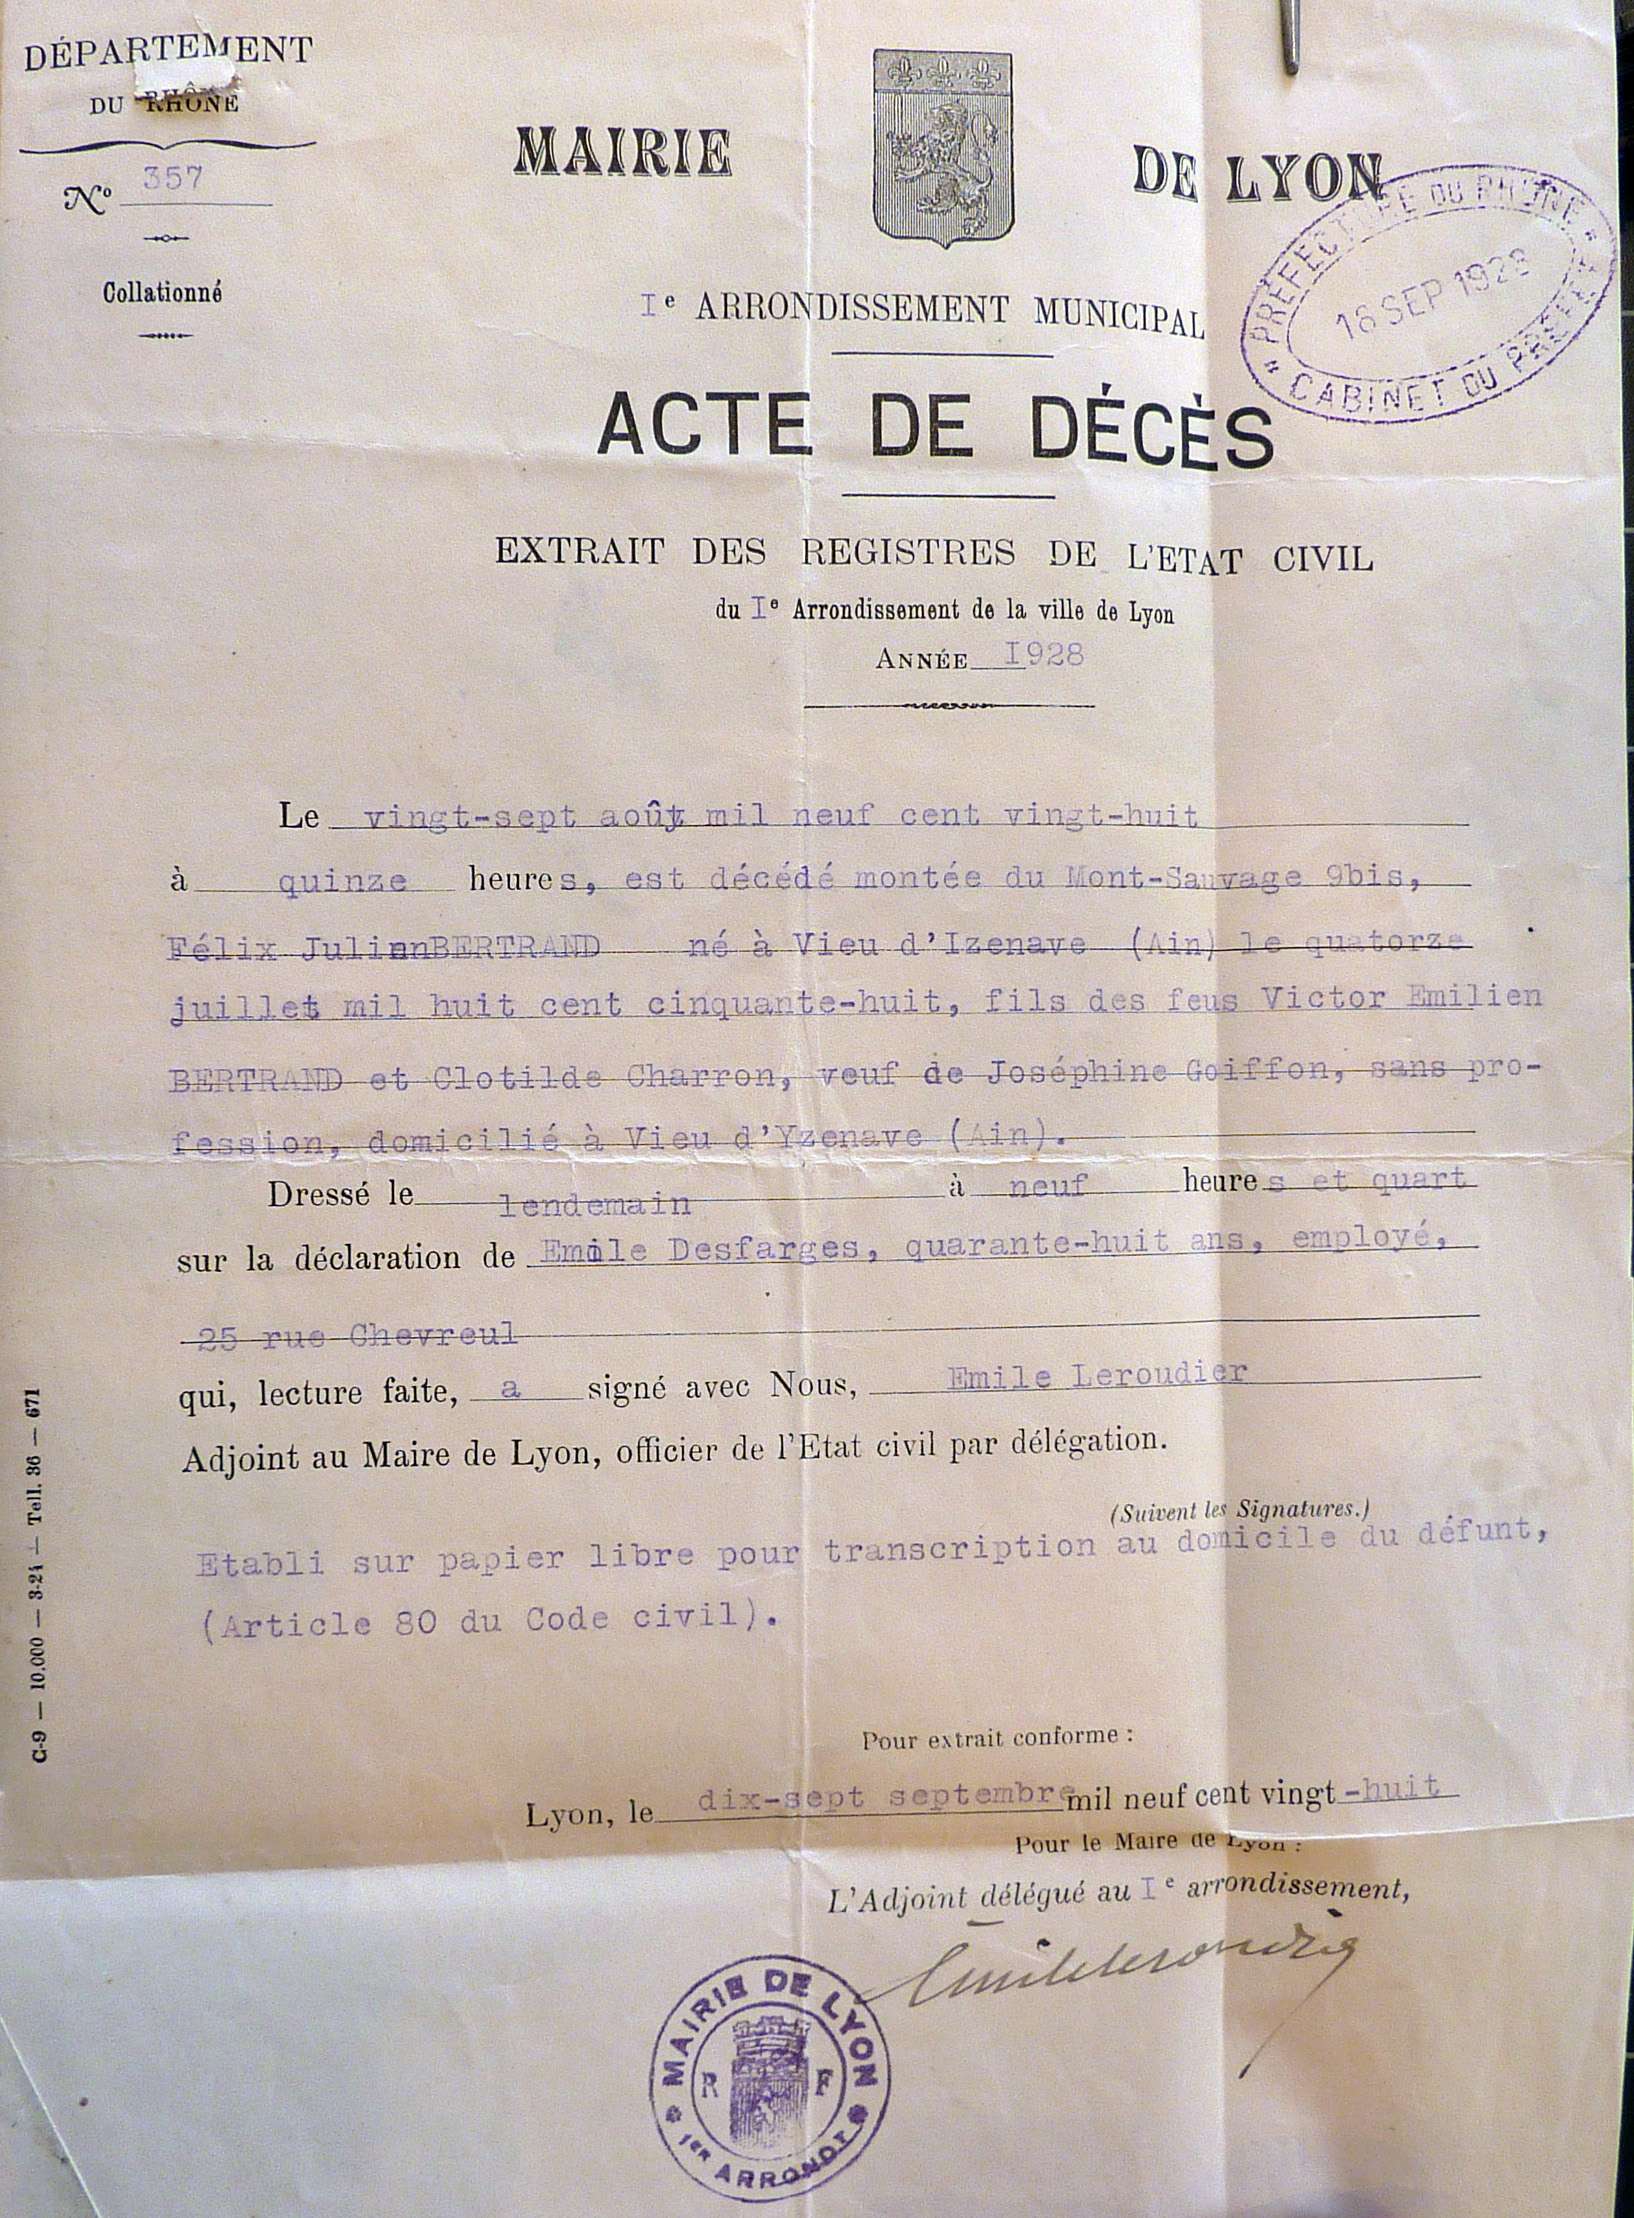 DÉPARTEMENT
DU RHÔNE
Nº 357
Collationné
MAIRIE DE LYON
PREFECTURE DU RHÔNE
CABINET DU PREFET
18 SEP 1928
Iᵉ ARRONDISSEMENT MUNICIPAL
ACTE DE DÉCÈS
EXTRAIT DES REGISTRES DE L'ETAT CIVIL
du Iᵉ Arrondissement de la ville de Lyon
ANNÉE I928
Le vingt-sept août mil neuf cent vingt-huit
à quinze heures, est décédé montée du Mont-Sauvage 9bis,
Félix Julien BERTRAND né à Vieu d'Izenave (Ain) le quatorze
juillet mil huit cent cinquante-huit, fils des feus Victor Emilien
BERTRAND et Clotilde Charron, veuf de Joséphine Goiffon, sans pro-
fession, domicilié à Vieu d'Yzenave (Ain).
Dressé le lendemain à neuf heures et quart
sur la déclaration de Emile Desfarges, quarante-huit ans, employé,
25 rue Chevreul
qui, lecture faite, a signé avec Nous, Emile Leroudier
Adjoint au Maire de Lyon, officier de l'Etat civil par délégation.
(Suivent les Signatures.)
Etabli sur papier libre pour transcription au domicile du défunt,
(Article 80 du Code civil).
C-9 — 10.000 — 3-24 — Tell. 36 — 671
Pour extrait conforme :
Lyon, le dix-sept septembre mil neuf cent vingt-huit
Pour le Maire de Lyon :
L'Adjoint délégué au Iᵉ arrondissement,
Emile Leroudier
MAIRIE DE LYON
R F
1ER ARRONDT